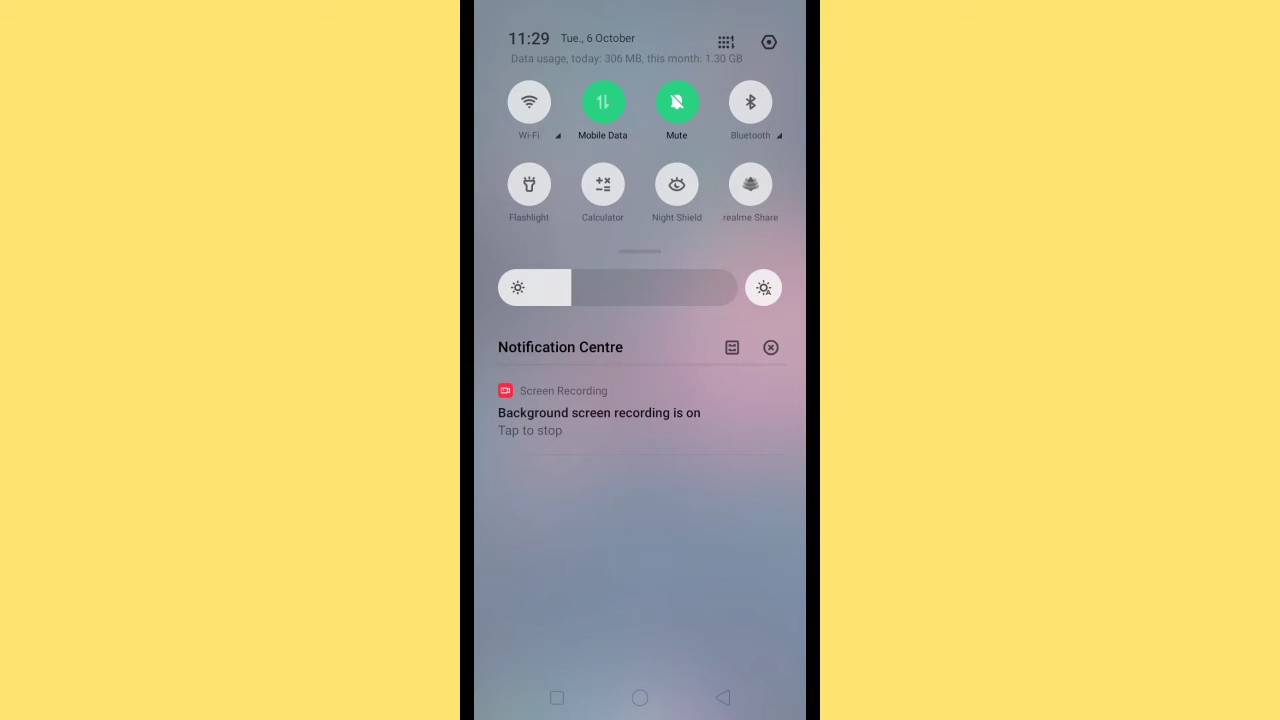 11:29 Tue., 6 October
Data usage, today: 306 MB, this month: 1.30 GB
Wi-Fi Mobile Data Mute Bluetooth
Flashlight Calculator Night Shield realme Share
Notification Centre
Screen Recording
Background screen recording is on
Tap to stop